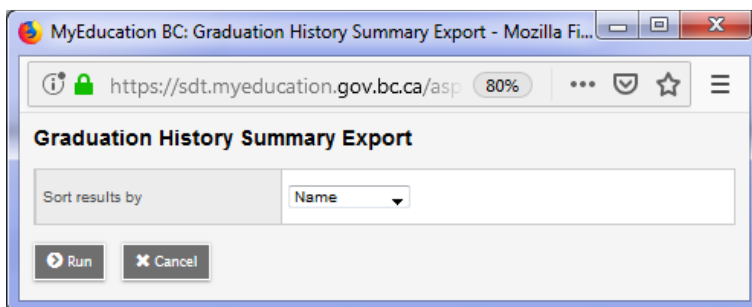 MyEducation BC: Graduation History Summary Export - Mozilla Fi...
https://sdt.myeducation.gov.bc.ca/asp 80%
Graduation History Summary Export
Sort results by Name
Run Cancel